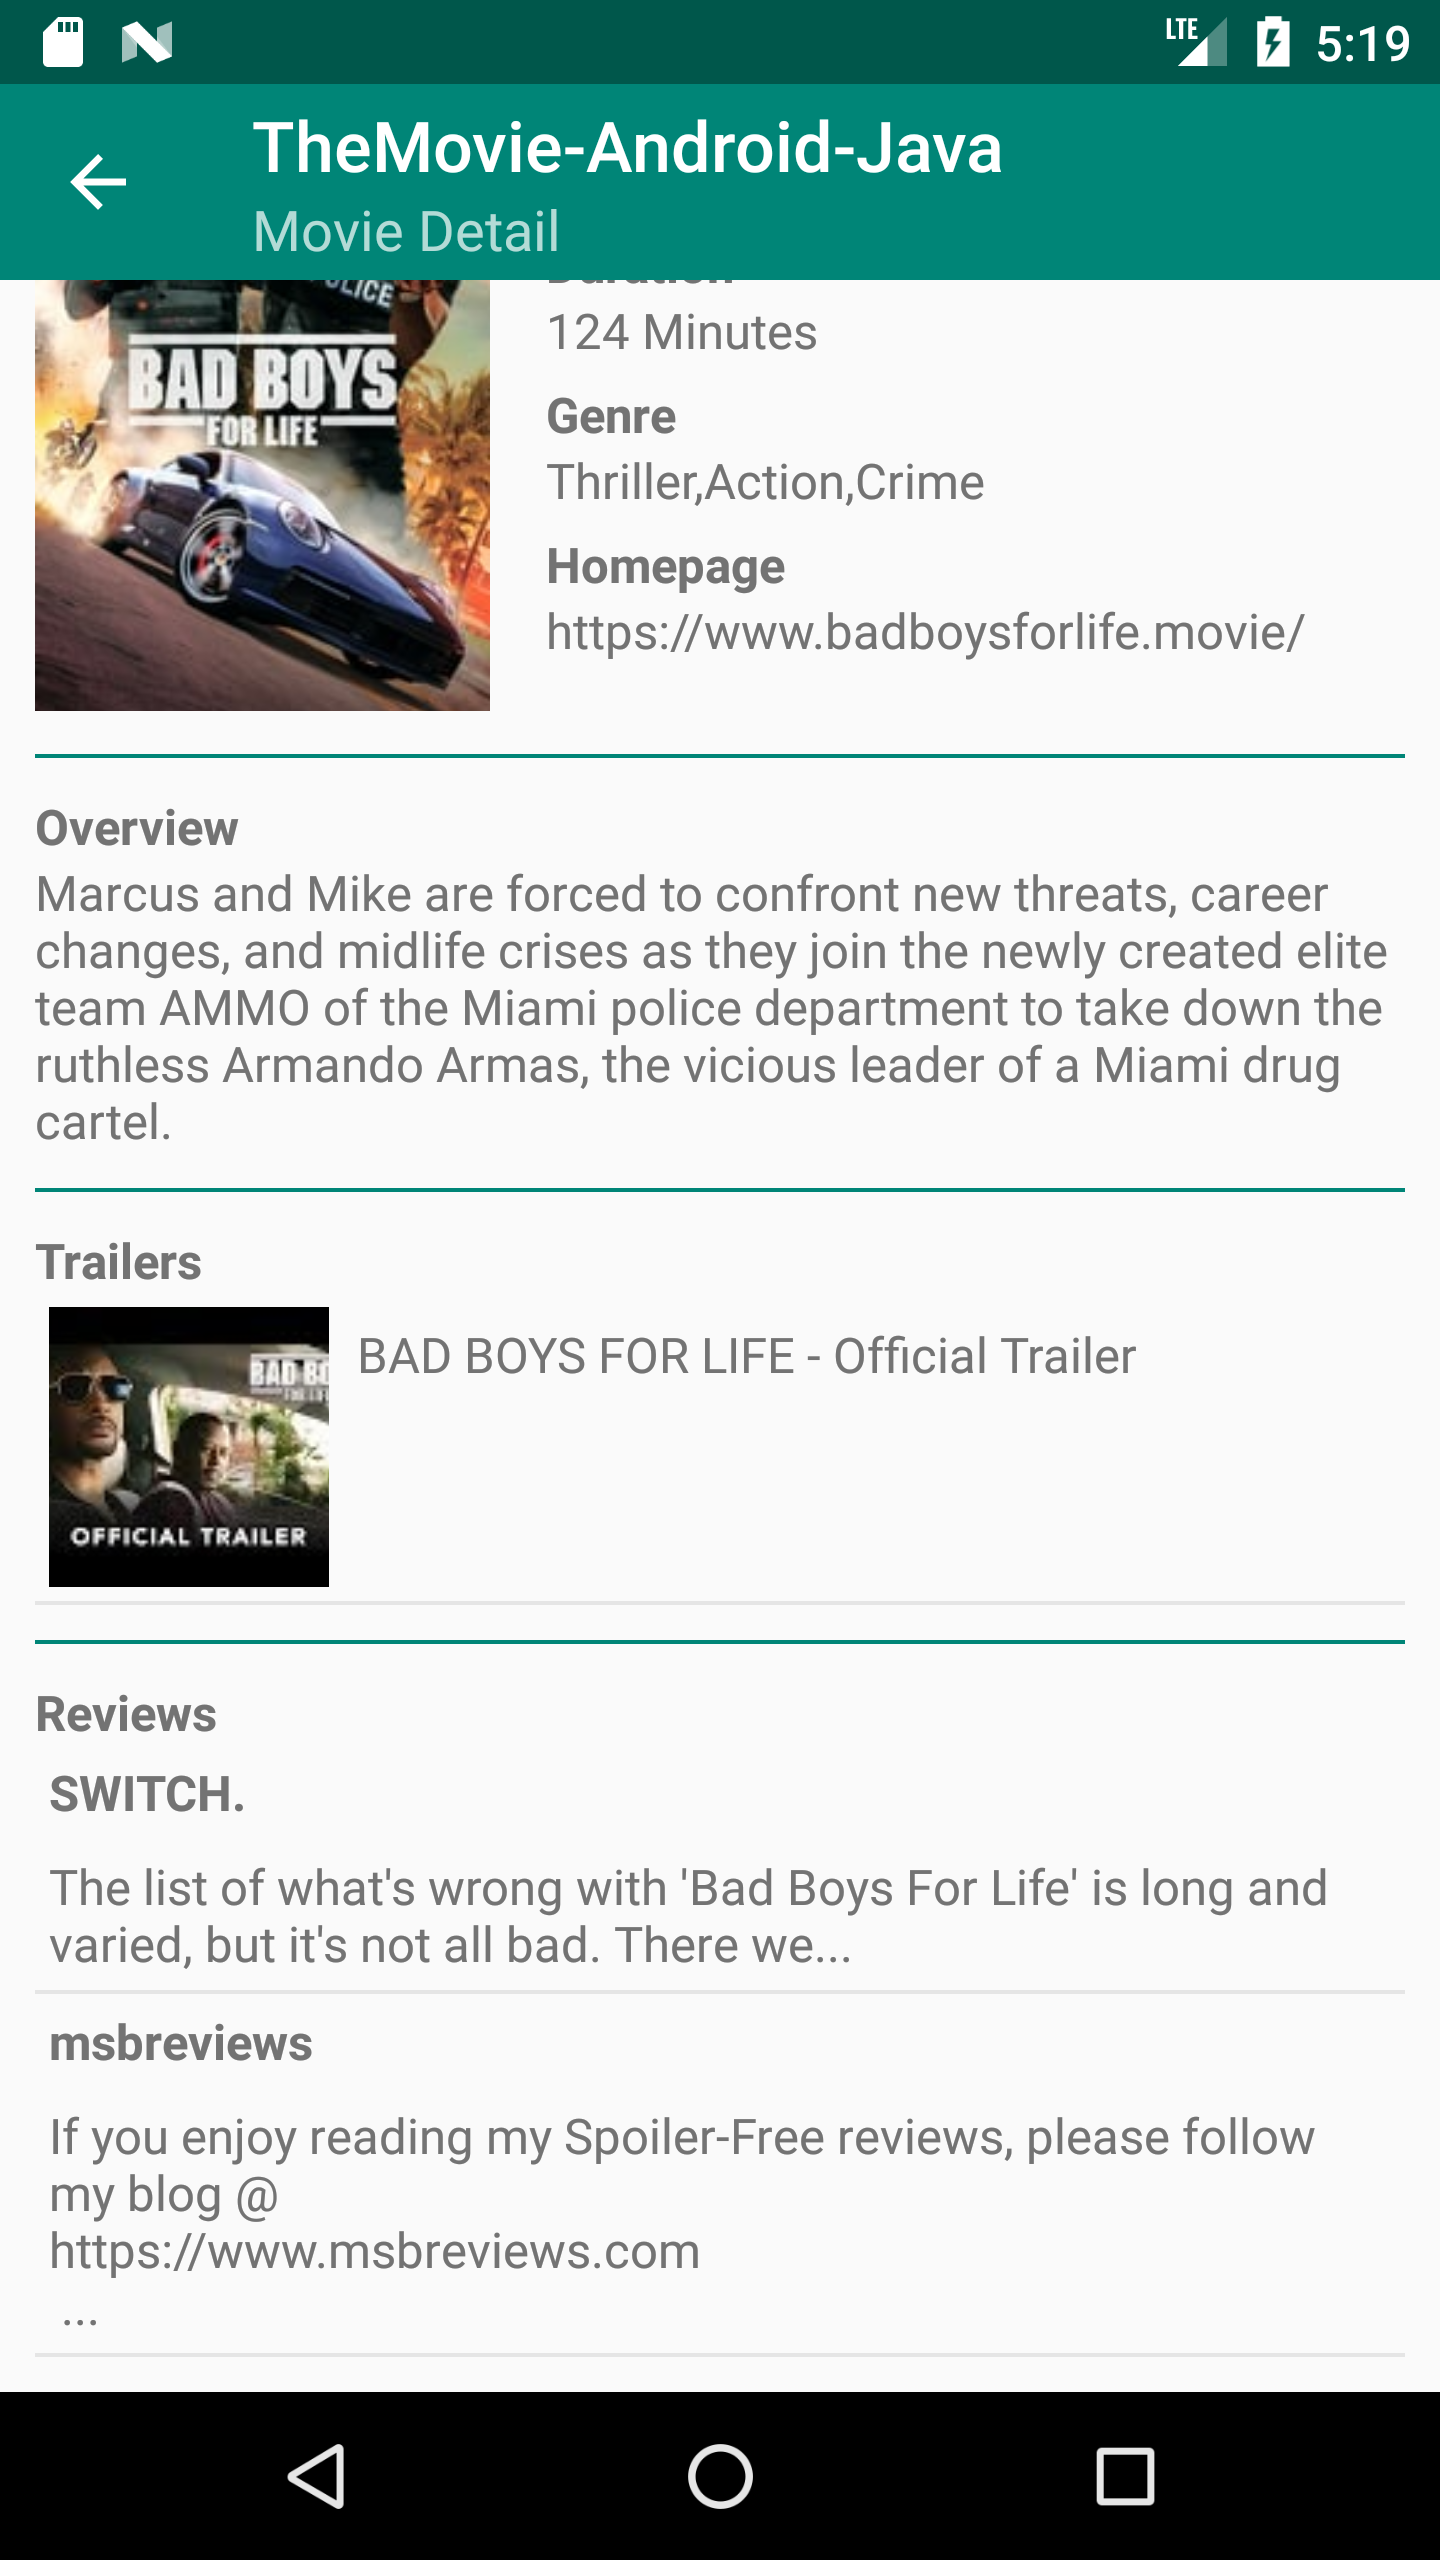 LTE 5:19
TheMovie-Android-Java
Movie Detail
POLICE
BAD BOYS
FOR LIFE
Duration
124 Minutes
Genre
Thriller,Action,Crime
Homepage
https://www.badboysforlife.movie/
Overview
Marcus and Mike are forced to confront new threats, career
changes, and midlife crises as they join the newly created elite
team AMMO of the Miami police department to take down the
ruthless Armando Armas, the vicious leader of a Miami drug
cartel.
Trailers
BAD BO
FOR LIF
OFFICIAL TRAILER
BAD BOYS FOR LIFE - Official Trailer
Reviews
SWITCH.
The list of what's wrong with 'Bad Boys For Life' is long and
varied, but it's not all bad. There we...
msbreviews
If you enjoy reading my Spoiler-Free reviews, please follow
my blog @
https://www.msbreviews.com
...